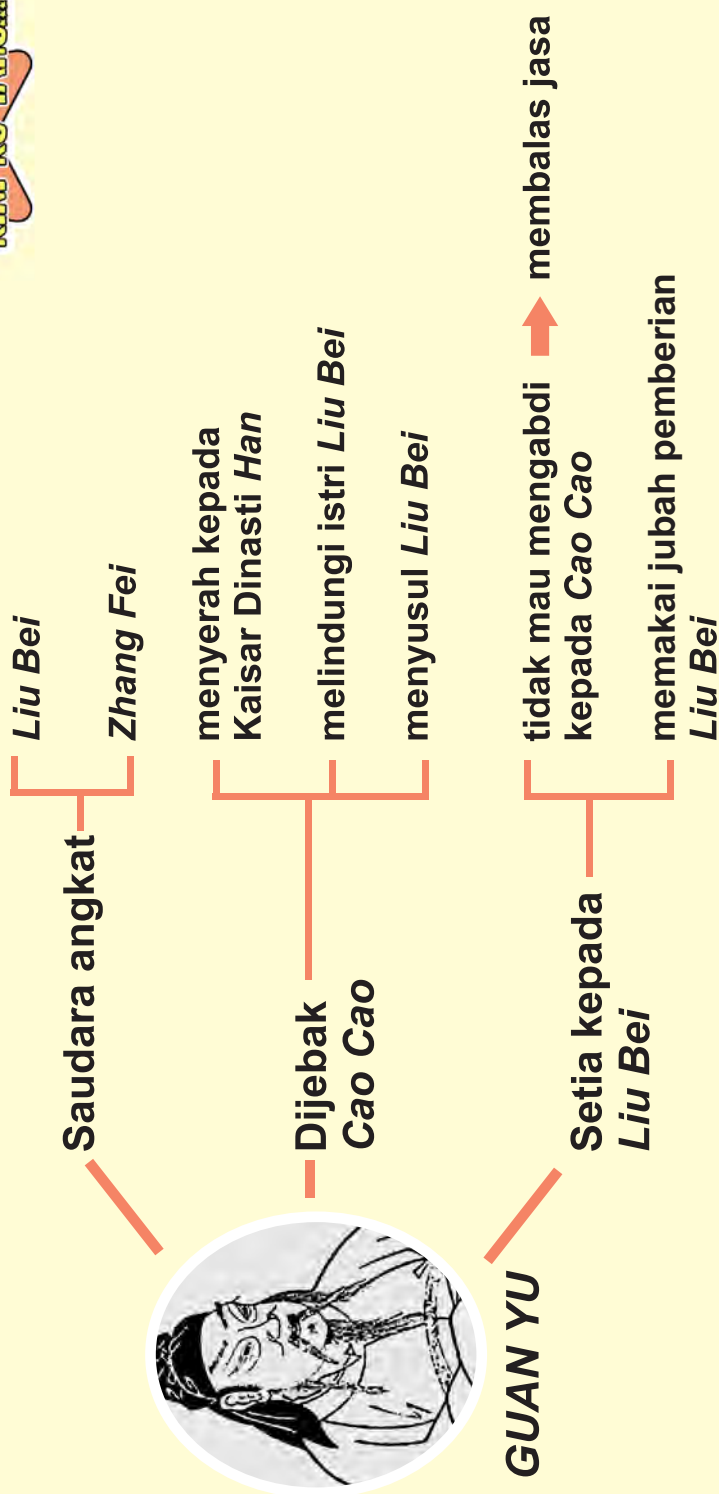 Saudara angkat
Liu Bei
Zhang Fei
Dijebak
Cao Cao
menyerah kepada
Kaisar Dinasti Han
melindungi istri Liu Bei
menyusul Liu Bei
Setia kepada
Liu Bei
tidak mau mengabdi
kepada Cao Cao
membalas jasa
memakai jubah pemberian
Liu Bei
GUAN YU